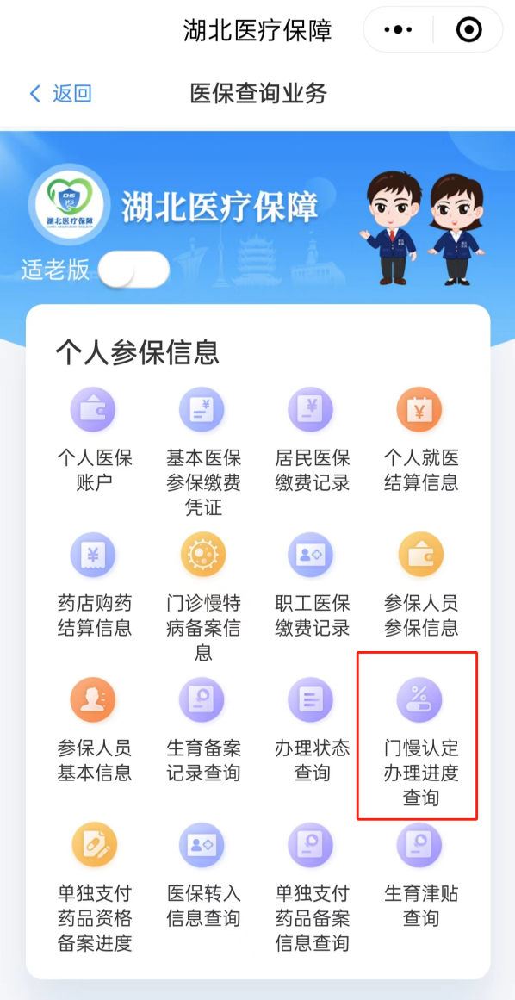 湖北医疗保障
返回
医保查询业务
CHS
湖北医疗保障
湖北医疗保障
适老版
个人参保信息
个人医保
账户
基本医保
参保缴费
凭证
居民医保
缴费记录
个人就医
结算信息
药店购药
结算信息
门诊慢特
病备案信
息
职工医保
缴费记录
参保人员
参保信息
参保人员
基本信息
生育备案
记录查询
办理状态
查询
门慢认定
办理进度
查询
单独支付
药品资格
备案进度
医保转入
信息查询
单独支付
药品备案
信息查询
生育津贴
查询